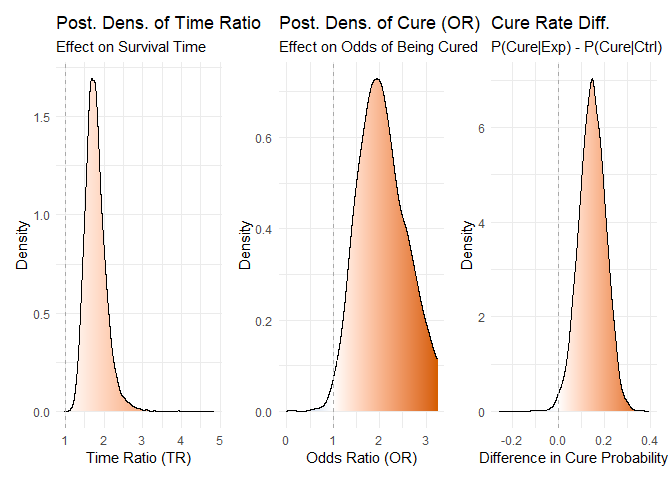 Post. Dens. of Time Ratio
Effect on Survival Time
Density
1.5
1.0
0.5
0.0
1 2 3 4 5
Time Ratio (TR)
Post. Dens. of Cure (OR)
Effect on Odds of Being Cured
Density
0.6
0.4
0.2
0.0
0 1 2 3
Odds Ratio (OR)
Cure Rate Diff.
P(Cure|Exp) - P(Cure|Ctrl)
Density
6
4
2
0
-0.2 0.0 0.2 0.4
Difference in Cure Probability